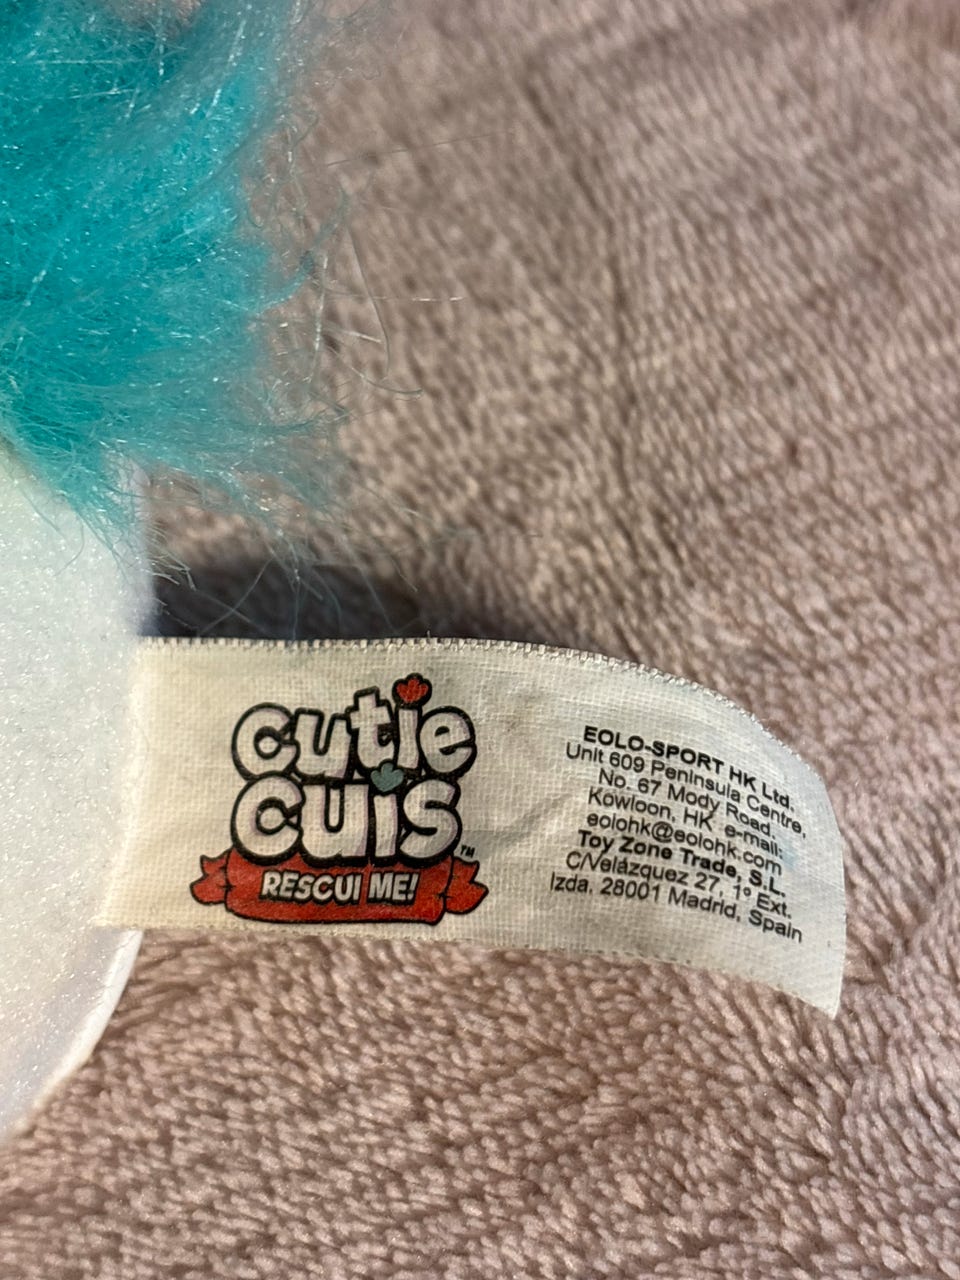 cutie
cuis
TM
RESCUI ME!
EOLO-SPORT HK Ltd.
Unit 609 Peninsula Centre,
No. 67 Mody Road.
Kowloon, HK e-mail:
eolohk@eolohk.com
Toy Zone Trade, S.L.
C/Velázquez 27, 1º Ext.
Izda. 28001 Madrid, Spain